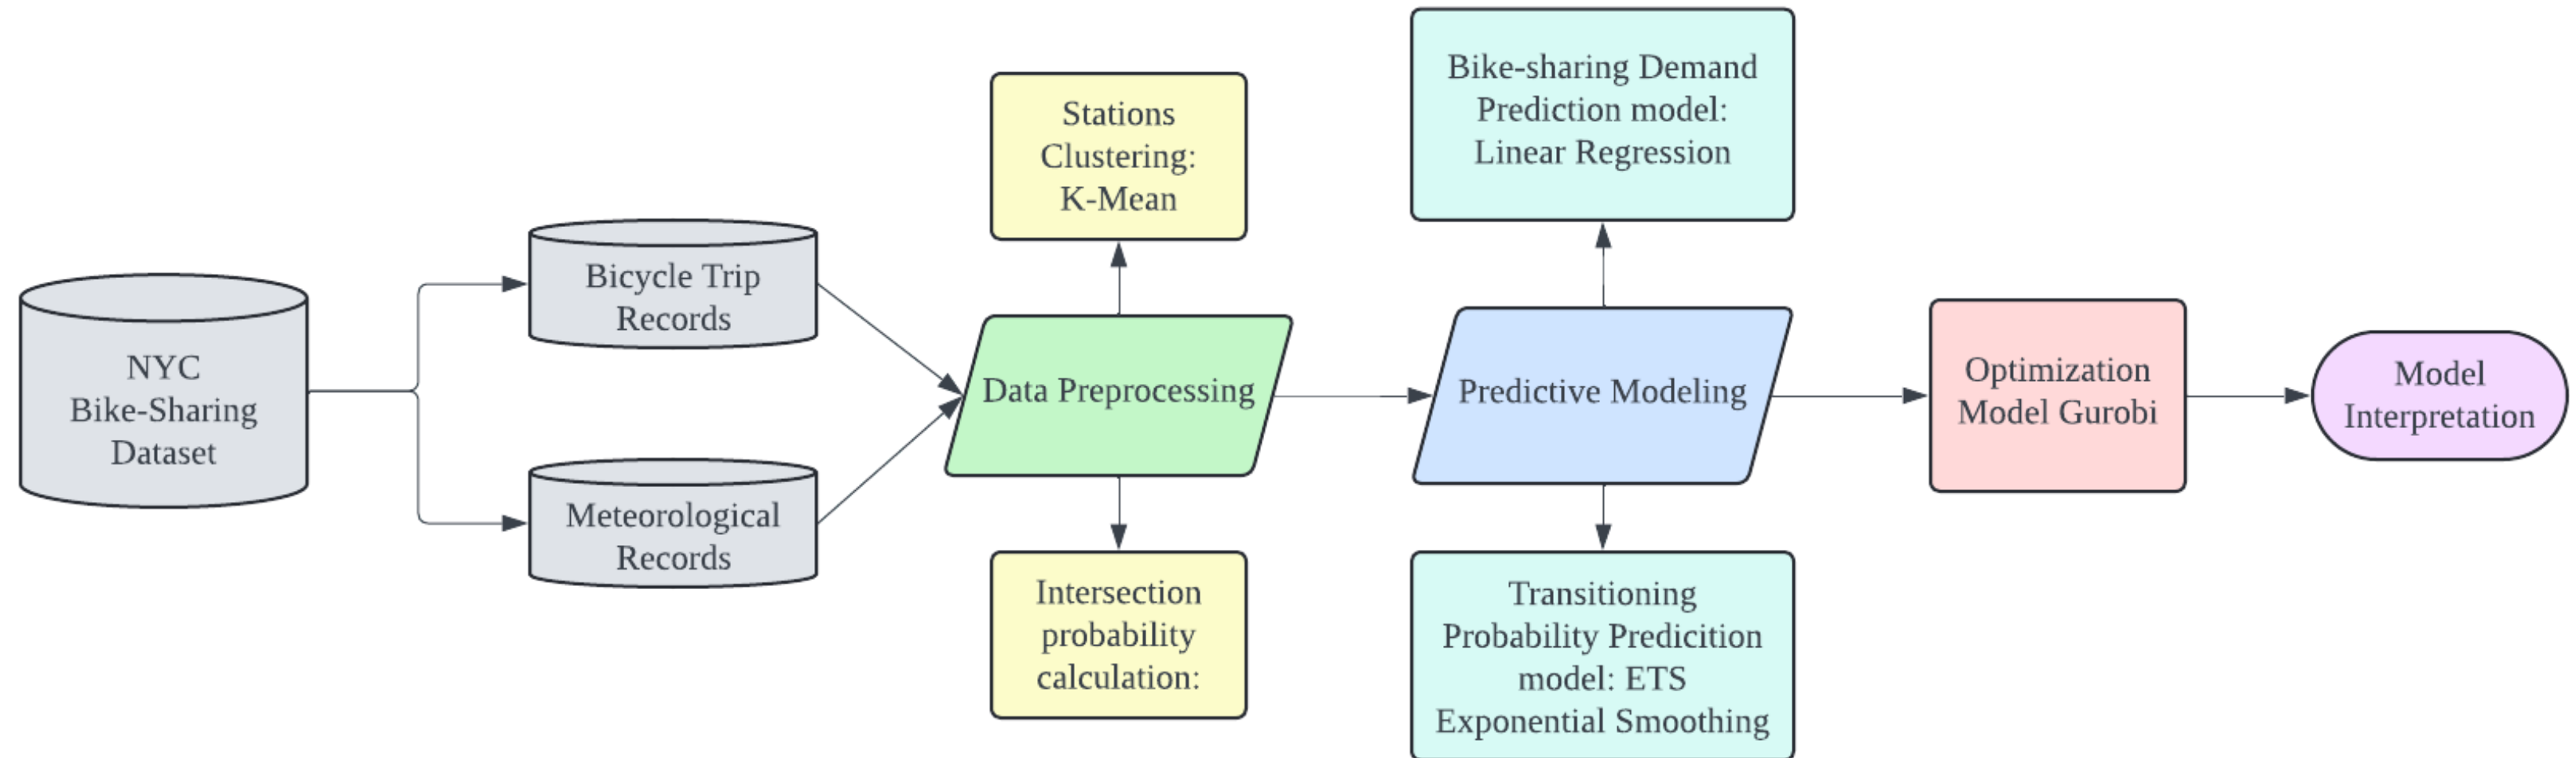 NYC
Bike-Sharing
Dataset
Bicycle Trip
Records
Meteorological
Records
Stations
Clustering:
K-Mean
Data Preprocessing
Intersection
probability
calculation:
Bike-sharing Demand
Prediction model:
Linear Regression
Predictive Modeling
Transitioning
Probability Predicition
model: ETS
Exponential Smoothing
Optimization
Model Gurobi
Model
Interpretation